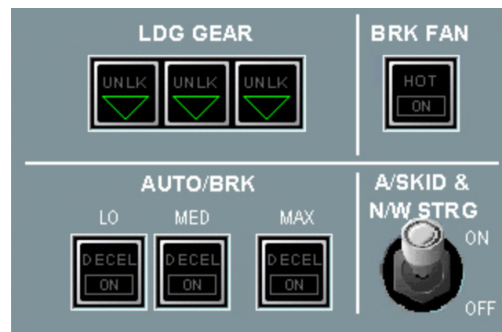 LDG GEAR
UNLK UNLK UNLK
BRK FAN
HOT
ON
AUTO/BRK
LO MED MAX
DECEL DECEL DECEL
ON ON ON
A/SKID &
N/W STRG
ON
OFF